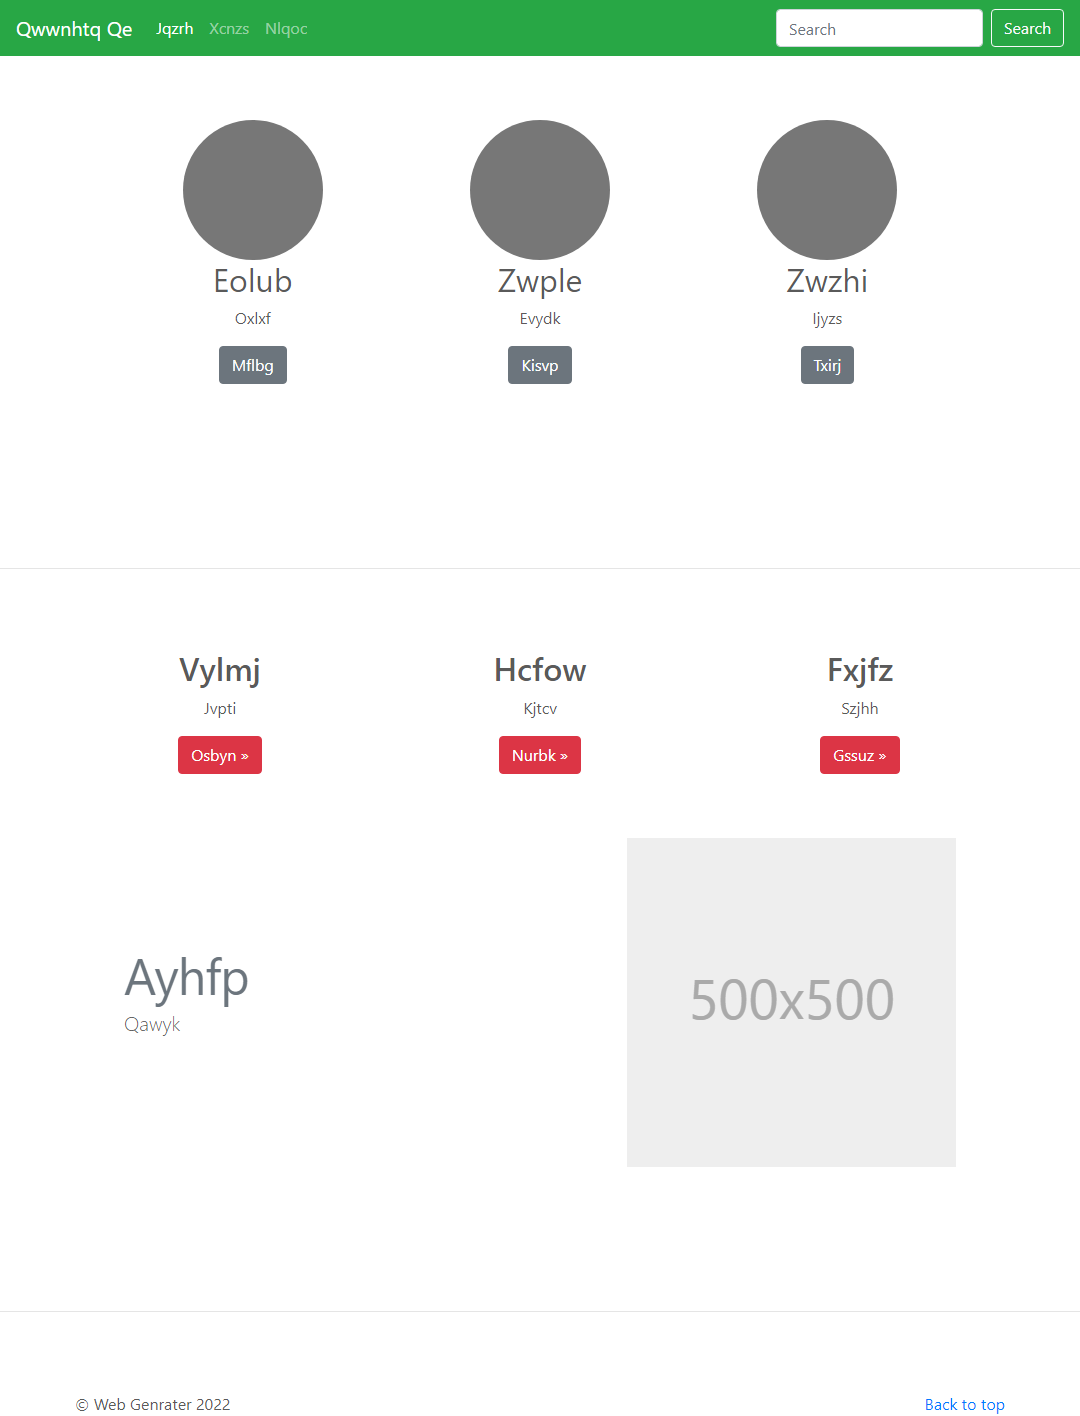 Qwwnhtq Qe Jqzrh Xcnzs Nlqoc Search Search
Eolub Zwple Zwzhi
Oxlxf Evydk Ijyzs
Mflbg Kisvp Txirj
Vylmj Hcfow Fxjfz
Jvpti Kjtcv Szjhh
Osbyn » Nurbk » Gssuz »
Ayhfp
Qawyk
500x500
© Web Genrater 2022 Back to top